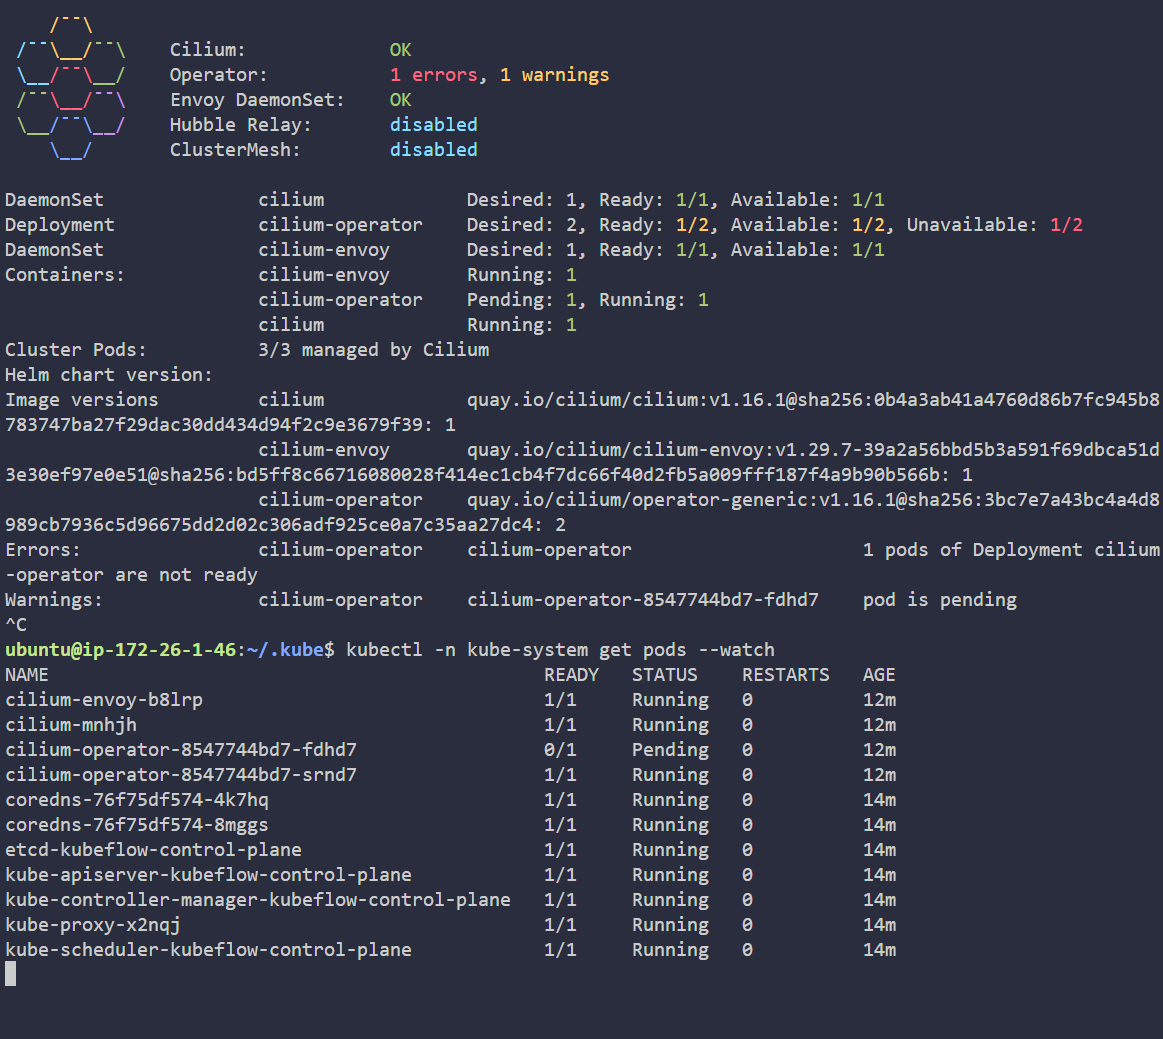 /¯¯\
 /¯¯\__/¯¯\    Cilium:             OK
 \__/¯¯\__/    Operator:           1 errors, 1 warnings
 /¯¯\__/¯¯\    Envoy DaemonSet:    OK
 \__/¯¯\__/    Hubble Relay:       disabled
    \__/       ClusterMesh:        disabled

DaemonSet              cilium             Desired: 1, Ready: 1/1, Available: 1/1
Deployment             cilium-operator    Desired: 2, Ready: 1/2, Available: 1/2, Unavailable: 1/2
DaemonSet              cilium-envoy       Desired: 1, Ready: 1/1, Available: 1/1
Containers:            cilium-envoy       Running: 1
                       cilium-operator    Pending: 1, Running: 1
                       cilium             Running: 1
Cluster Pods:          3/3 managed by Cilium
Helm chart version:
Image versions         cilium             quay.io/cilium/cilium:v1.16.1@sha256:0b4a3ab41a4760d86b7fc945b8
783747ba27f29dac30dd434d94f2c9e3679f39: 1
                       cilium-envoy       quay.io/cilium/cilium-envoy:v1.29.7-39a2a56bbd5b3a591f69dbca51d
3e30ef97e0e51@sha256:bd5ff8c66716080028f414ec1cb4f7dc66f40d2fb5a009fff187f4a9b90b566b: 1
                       cilium-operator    quay.io/cilium/operator-generic:v1.16.1@sha256:3bc7e7a43bc4a4d8
989cb7936c5d96675dd2d02c306adf925ce0a7c35aa27dc4: 2
Errors:                cilium-operator    cilium-operator                     1 pods of Deployment cilium
-operator are not ready
Warnings:              cilium-operator    cilium-operator-8547744bd7-fdhd7    pod is pending
^C
ubuntu@ip-172-26-1-46:~/.kube$ kubectl -n kube-system get pods --watch
NAME                                             READY   STATUS    RESTARTS   AGE
cilium-envoy-b8lrp                               1/1     Running   0          12m
cilium-mnhjh                                     1/1     Running   0          12m
cilium-operator-8547744bd7-fdhd7                 0/1     Pending   0          12m
cilium-operator-8547744bd7-srnd7                 1/1     Running   0          12m
coredns-76f75df574-4k7hq                         1/1     Running   0          14m
coredns-76f75df574-8mggs                         1/1     Running   0          14m
etcd-kubeflow-control-plane                      1/1     Running   0          14m
kube-apiserver-kubeflow-control-plane            1/1     Running   0          14m
kube-controller-manager-kubeflow-control-plane   1/1     Running   0          14m
kube-proxy-x2nqj                                 1/1     Running   0          14m
kube-scheduler-kubeflow-control-plane            1/1     Running   0          14m